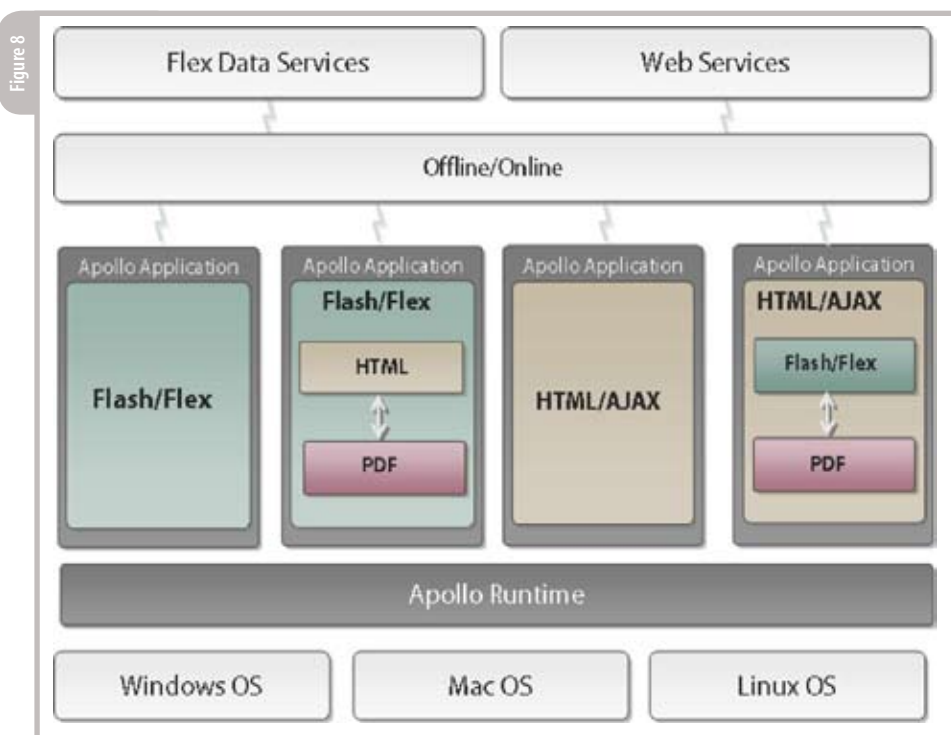 Figure 8
Flex Data Services
Web Services
Offline/Online
Apollo Application
Flash/Flex
Apollo Application
Flash/Flex
HTML
PDF
Apollo Application
HTML/AJAX
Apollo Application
HTML/AJAX
Flash/Flex
PDF
Apollo Runtime
Windows OS
Mac OS
Linux OS